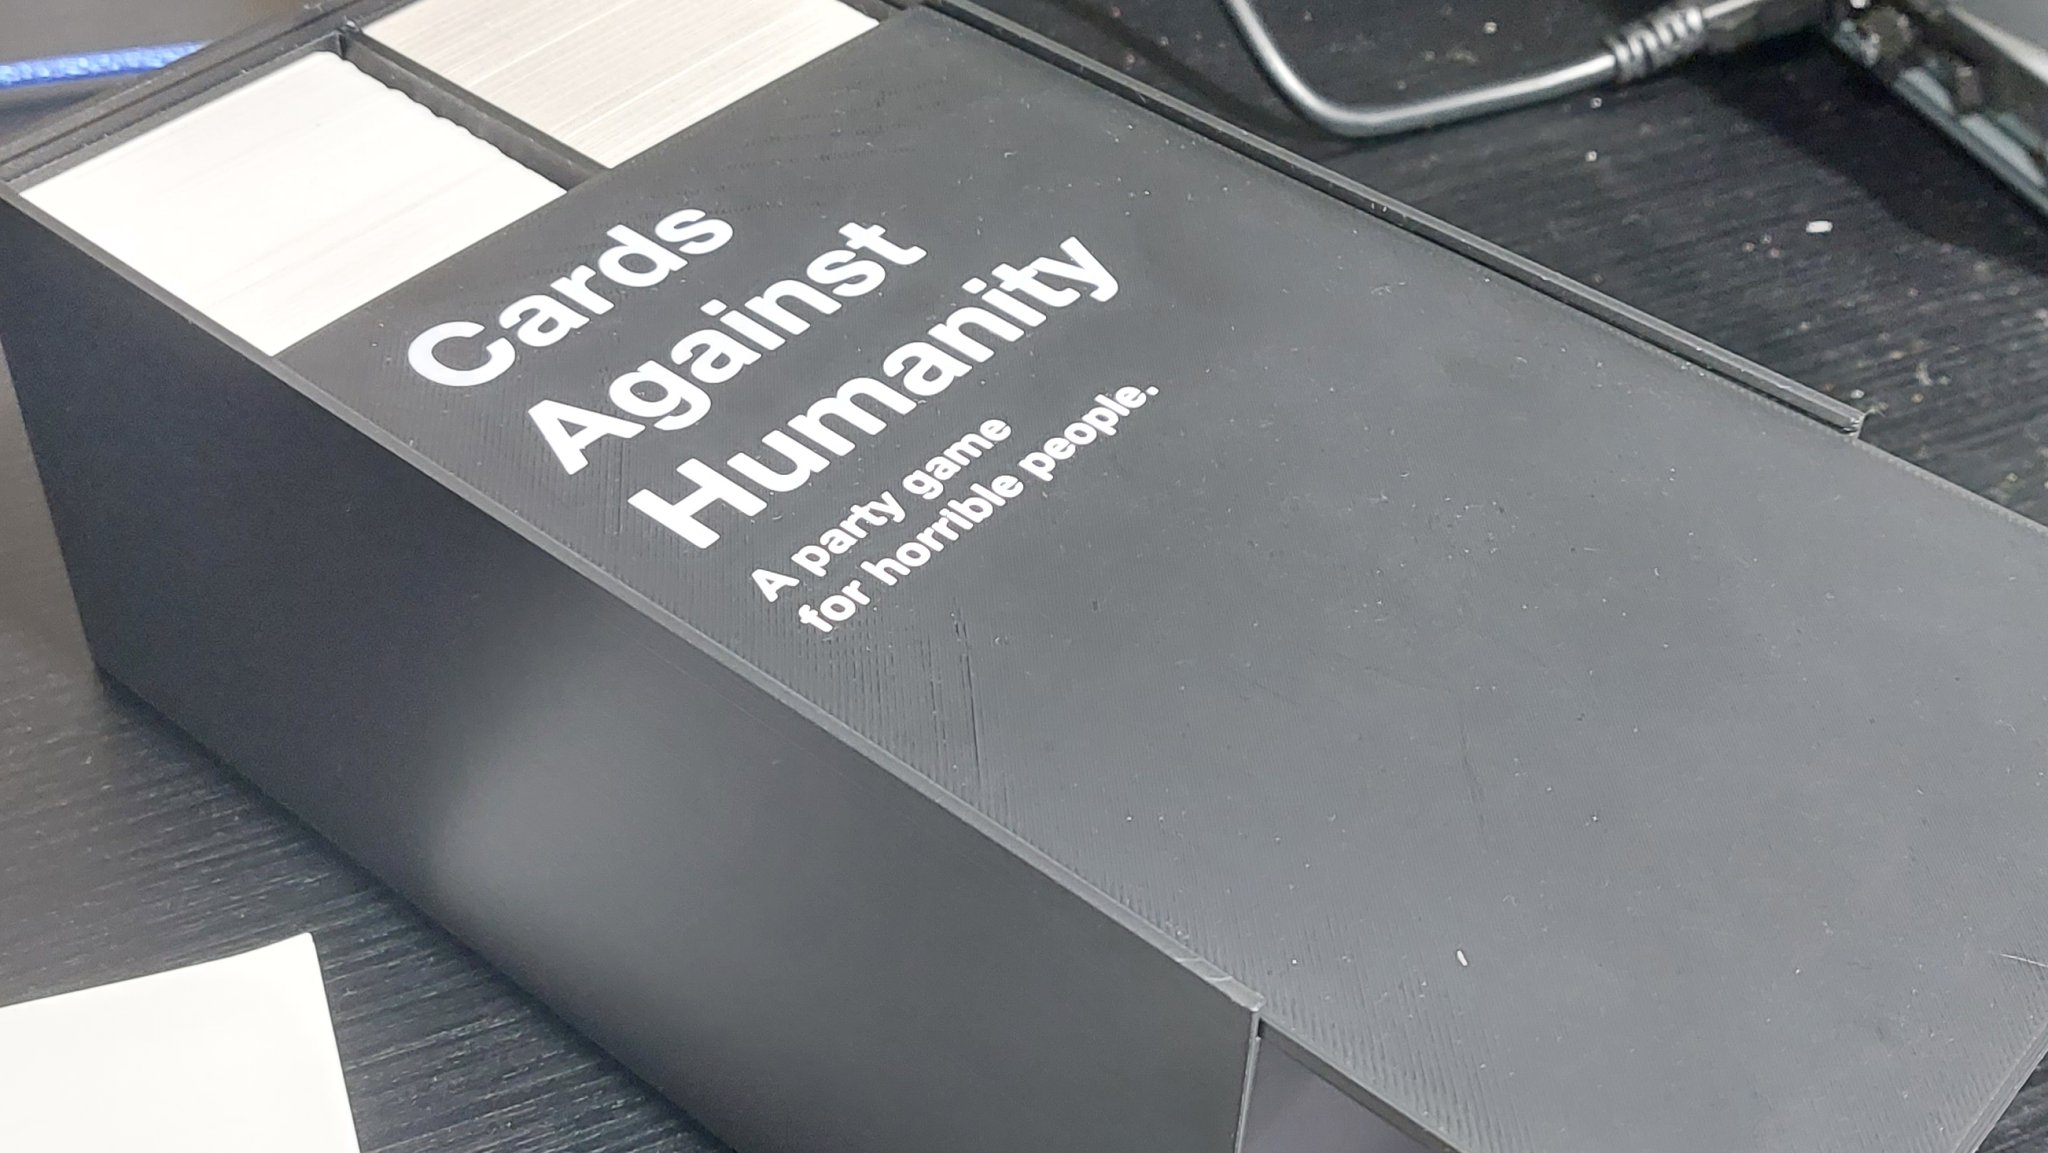 Cards
Against
Humanity
A party game
for horrible people.